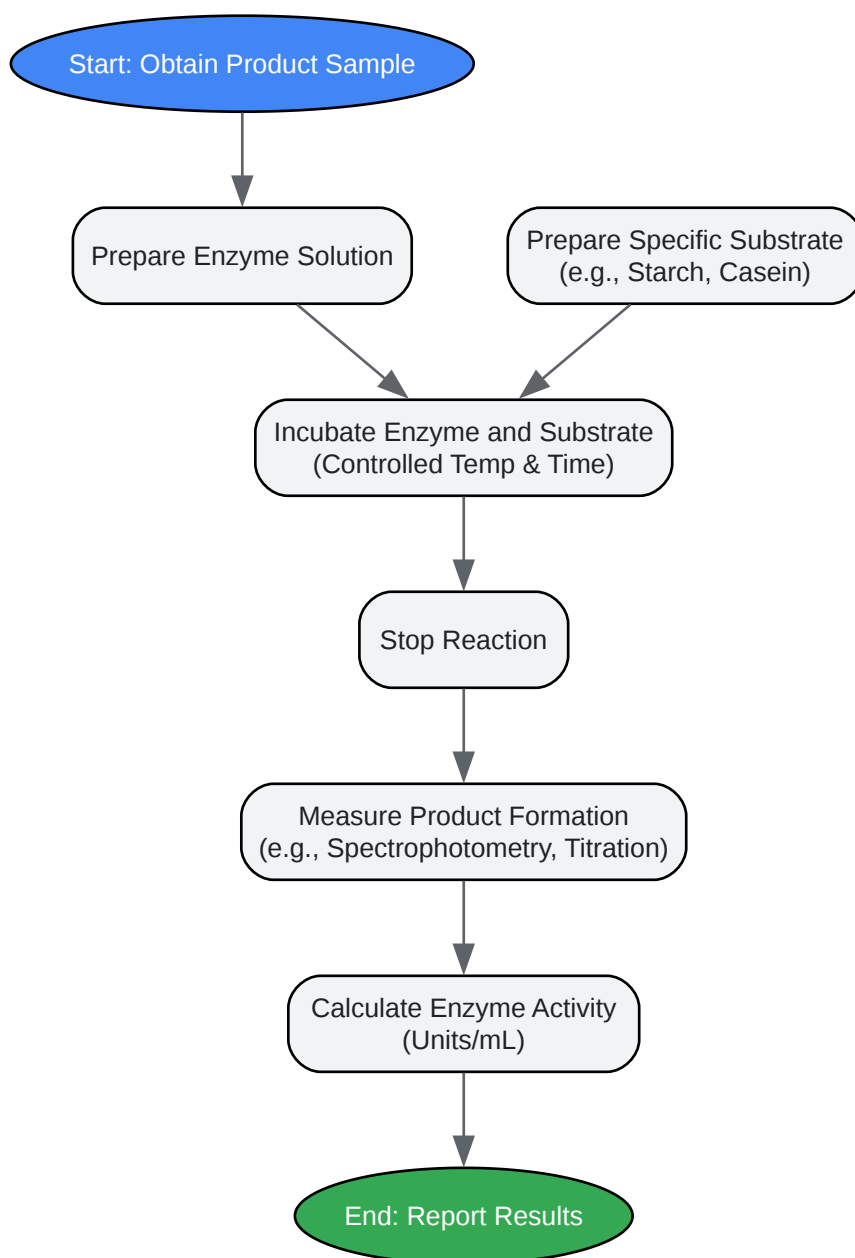 Start: Obtain Product Sample
Prepare Enzyme Solution
Prepare Specific Substrate
(e.g., Starch, Casein)
Incubate Enzyme and Substrate
(Controlled Temp & Time)
Stop Reaction
Measure Product Formation
(e.g., Spectrophotometry, Titration)
Calculate Enzyme Activity
(Units/mL)
End: Report Results